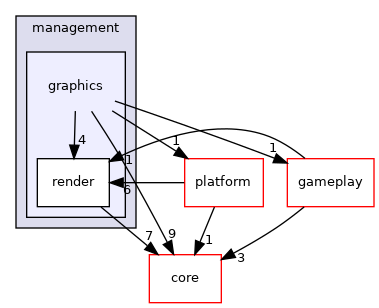 management
graphics
4
1
1
1
render
platform
gameplay
6
7
9
1
3
core